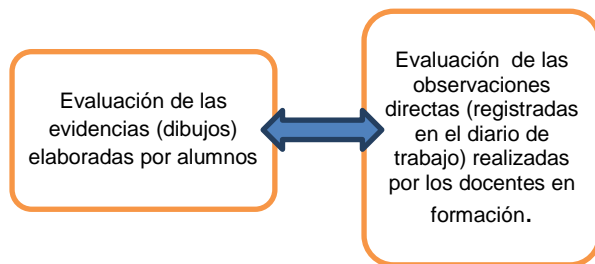 Evaluación de las
evidencias (dibujos)
elaboradas por alumnos
Evaluación de las
observaciones
directas (registradas
en el diario de
trabajo) realizadas
por los docentes en
formación.